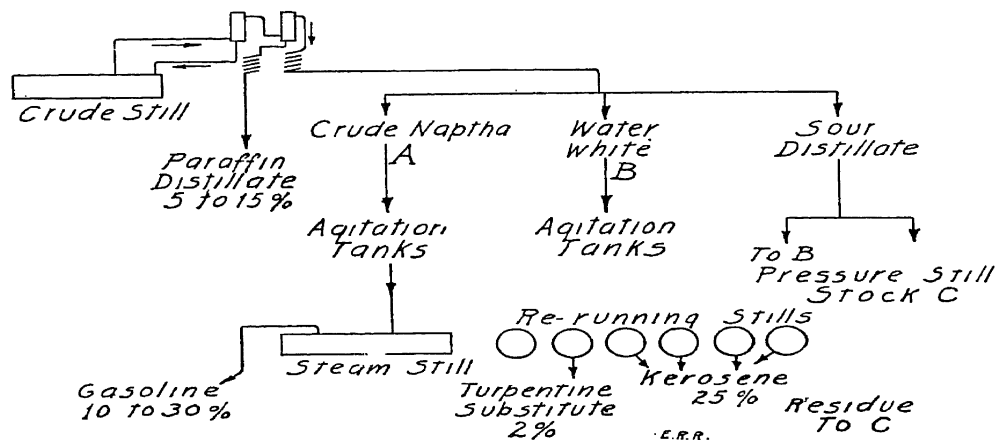 Crude Still
Paraffin
Distillate
5 to 15%
Crude Naptha
A
Agitation
Tanks
Water
White
B
Agitation
Tanks
Sour
Distillate
To B
Pressure Still
Stock C
Steam Still
Gasoline
10 to 30%
Re-running Stills
Turpentine
Substitute
2%
Kerosene
25%
Residue
To C
E.R.R.